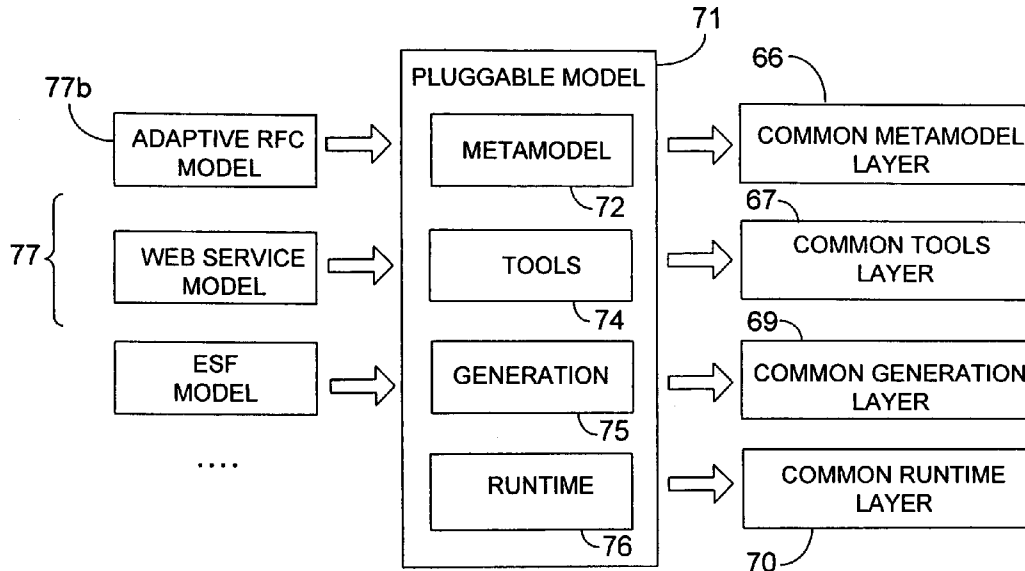 71
PLUGGABLE MODEL
66
77b
ADAPTIVE RFC
MODEL
METAMODEL
72
COMMON METAMODEL
LAYER
77
WEB SERVICE
MODEL
TOOLS
74
67
COMMON TOOLS
LAYER
ESF
MODEL
GENERATION
75
69
COMMON GENERATION
LAYER
....
RUNTIME
76
COMMON RUNTIME
LAYER
70